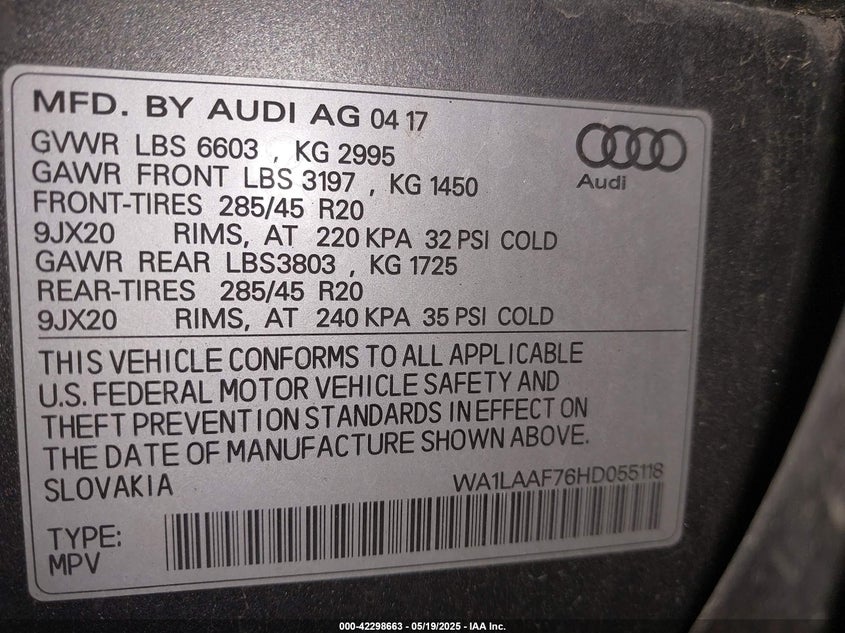 MFD. BY AUDI AG 04 17
GVWR LBS 6603 , KG 2995
GAWR FRONT LBS 3197 , KG 1450
FRONT-TIRES 285/45 R20
9JX20 RIMS, AT 220 KPA 32 PSI COLD
GAWR REAR LBS3803 , KG 1725
REAR-TIRES 285/45 R20
9JX20 RIMS, AT 240 KPA 35 PSI COLD
Audi
THIS VEHICLE CONFORMS TO ALL APPLICABLE
U.S. FEDERAL MOTOR VEHICLE SAFETY AND
THEFT PREVENTION STANDARDS IN EFFECT ON
THE DATE OF MANUFACTURE SHOWN ABOVE.
SLOVAKIA WA1LAAF76HD055118
TYPE:
MPV
000-42298663 - 05/19/2025 - IAA Inc.